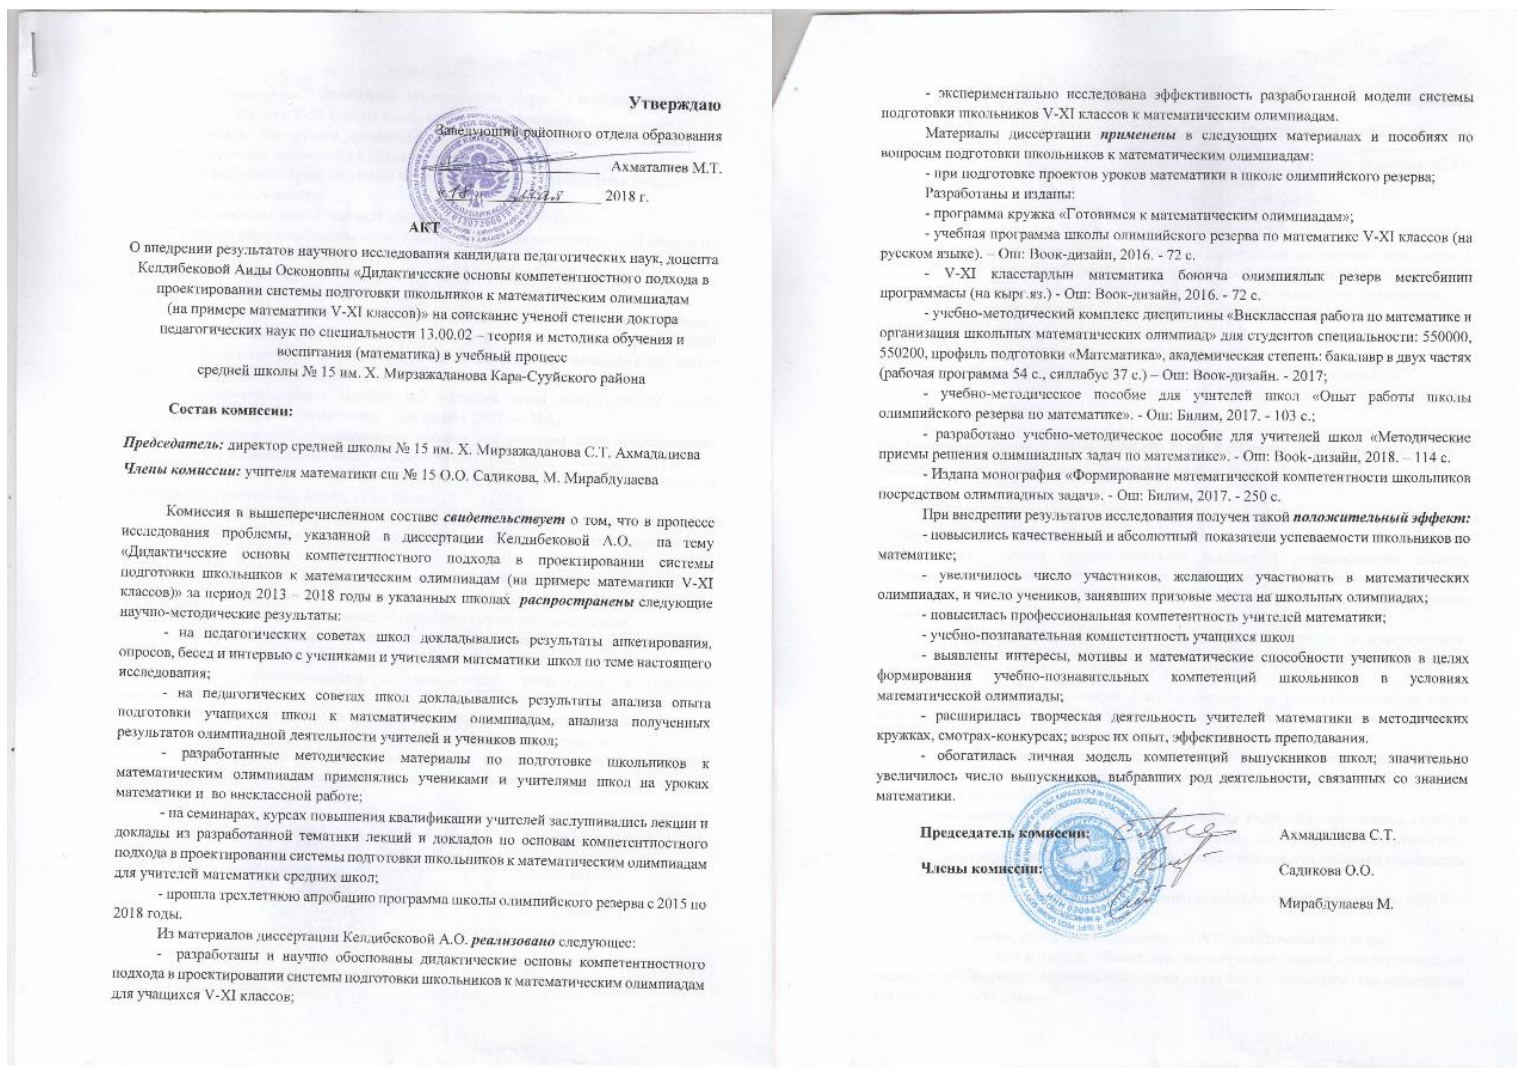 Утверждаю
Заведующий районного отдела образования
Ахматалиев М.Т.
«18» мая 2018 г.
АКТ
О внедрении результатов научного исследования кандидата педагогических наук, доцента
Келдибековой Аиды Осконовны «Дидактические основы компетентностного подхода в
проектировании системы подготовки школьников к математическим олимпиадам
(на примере математики V-XI классов)» на соискание ученой степени доктора
педагогических наук по специальности 13.00.02 – теория и методика обучения и
воспитания (математика) в учебный процесс
средней школы № 15 им. Х. Мирзажаданова Кара-Сууйского района
Состав комиссии:
Председатель: директор средней школы № 15 им. Х. Мирзажаданова С.Т. Ахмадалиева
Члены комиссии: учителя математики сш № 15 О.О. Садикова, М. Мирабдулаева
Комиссия в вышеперечисленном составе свидетельствует о том, что в процессе
исследования проблемы, указанной в диссертации Келдибековой А.О. на тему
«Дидактические основы компетентностного подхода в проектировании системы
подготовки школьников к математическим олимпиадам (на примере математики V-XI
классов)» за период 2013 – 2018 годы в указанных школах распространены следующие
научно-методические результаты:
- на педагогических советах школ докладывались результаты анкетирования,
опросов, бесед и интервью с учениками и учителями математики школ по теме настоящего
исследования;
- на педагогических советах школ докладывались результаты анализа опыта
подготовки учащихся школ к математическим олимпиадам, анализа полученных
результатов олимпиадной деятельности учителей и учеников школ;
- разработанные методические материалы по подготовке школьников к
математическим олимпиадам применялись учениками и учителями школ на уроках
математики и во внеклассной работе;
- на семинарах, курсах повышения квалификации учителей заслушивались лекции и
доклады из разработанной тематики лекций и докладов по основам компетентностного
подхода в проектировании системы подготовки школьников к математическим олимпиадам
для учителей математики средних школ;
- прошла трехлетнюю апробацию программа школы олимпийского резерва с 2015 по
2018 годы.
Из материалов диссертации Келдибековой А.О. реализовано следующее:
- разработаны и научно обоснованы дидактические основы компетентностного
подхода в проектировании системы подготовки школьников к математическим олимпиадам
для учащихся V-XI классов;
- экспериментально исследована эффективность разработанной модели системы
подготовки школьников V-XI классов к математическим олимпиадам.
Материалы диссертации применены в следующих материалах и пособиях по
вопросам подготовки школьников к математическим олимпиадам:
- при подготовке проектов уроков математики в школе олимпийского резерва;
Разработаны и изданы:
- программа кружка «Готовимся к математическим олимпиадам»;
- учебная программа школы олимпийского резерва по математике V-XI классов (на
русском языке). – Ош: Воок-дизайн, 2016. - 72 с.
- V-XI класстардын математика боюнча олимпиялык резерв мектебинин
программасы (на кырг.яз.) - Ош: Воок-дизайн, 2016. - 72 с.
- учебно-методический комплекс дисциплины «Внеклассная работа по математике и
организация школьных математических олимпиад» для студентов специальности: 550000,
550200, профиль подготовки «Математика», академическая степень: бакалавр в двух частях
(рабочая программа 54 с., силлабус 37 с.) – Ош: Воок-дизайн. - 2017;
- учебно-методическое пособие для учителей школ «Опыт работы школы
олимпийского резерва по математике». - Ош: Билим, 2017. - 103 с.;
- разработано учебно-методическое пособие для учителей школ «Методические
приемы решения олимпиадных задач по математике». - Ош: Book-дизайн, 2018. – 114 с.
- Издана монография «Формирование математической компетентности школьников
посредством олимпиадных задач». - Ош: Билим, 2017. - 250 с.
При внедрении результатов исследования получен такой положительный эффект:
- повысились качественный и абсолютный показатели успеваемости школьников по
математике;
- увеличилось число участников, желающих участвовать в математических
олимпиадах, и число учеников, занявших призовые места на школьных олимпиадах;
- повысилась профессиональная компетентность учителей математики;
- учебно-познавательная компетентность учащихся школ
- выявлены интересы, мотивы и математические способности учеников в целях
формирования учебно-познавательных компетенций школьников в условиях
математической олимпиады;
- расширилась творческая деятельность учителей математики в методических
кружках, смотрах-конкурсах; возрос их опыт, эффективность преподавания.
- обогатилась личная модель компетенций выпускников школ; значительно
увеличилось число выпускников, выбравших род деятельности, связанных со знанием
математики.
Председатель комиссии: Ахмадалиева С.Т.
Члены комиссии: Садикова О.О.
Мирабдулаева М.